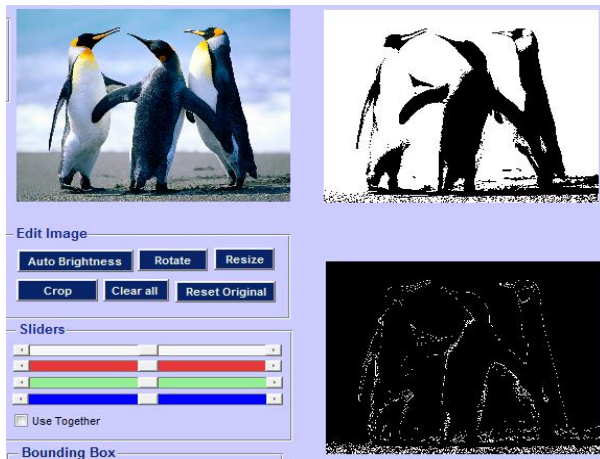 Edit Image
Auto Brightness Rotate Resize
Crop Clear all Reset Original
Sliders
Use Together
Bounding Box